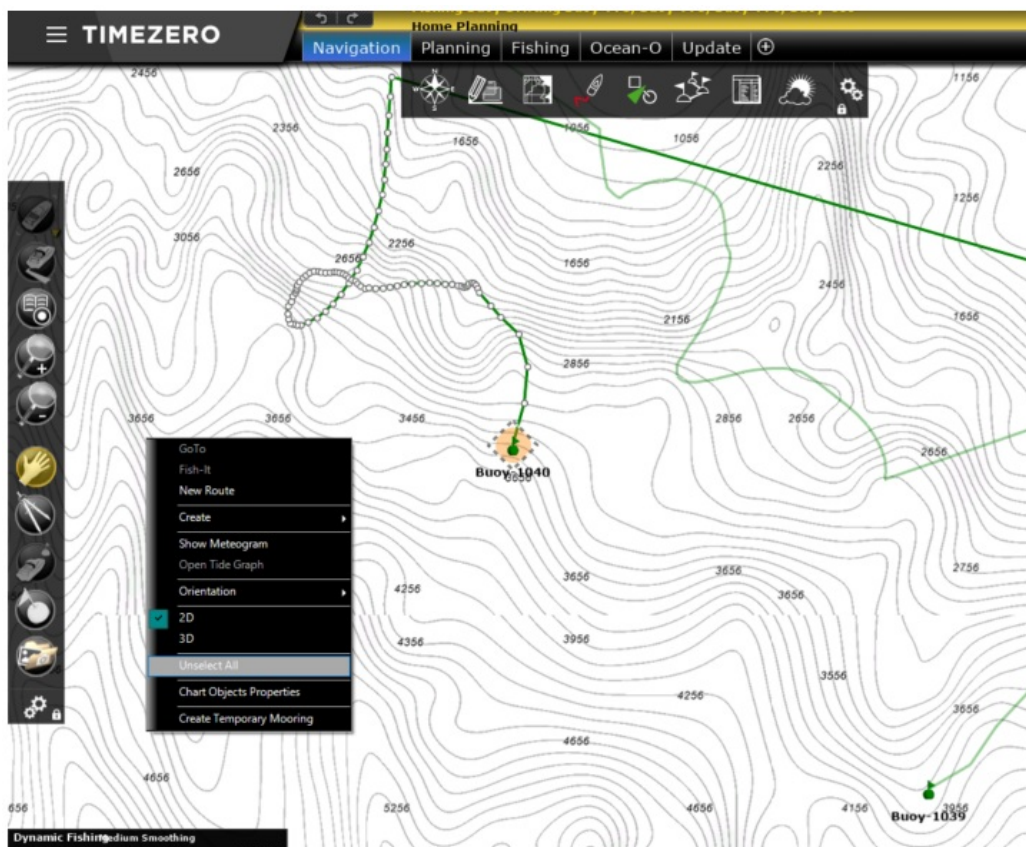 TIMEZERO
Home Planning
Navigation Planning Fishing Ocean-O Update
2456
1156
2356
1656
1056
1056
2256
2656
1256
3056
2256
2656
1656
2456
1656
2156
2856
3656
3656
3456
2856
2656
2656
Buoy-1040
3656
GoTo
Fish-It
New Route
Create
Show Meteogram
Open Tide Graph
Orientation
2D
3D
Unselect All
Chart Objects Properties
Create Temporary Mooring
2756
3656
3656
3656
4256
3956
4356
3556
4256
3656
4656
4656
656
5256
4656
4156
3956
Buoy-1039
Dynamic Fishing Medium Smoothing